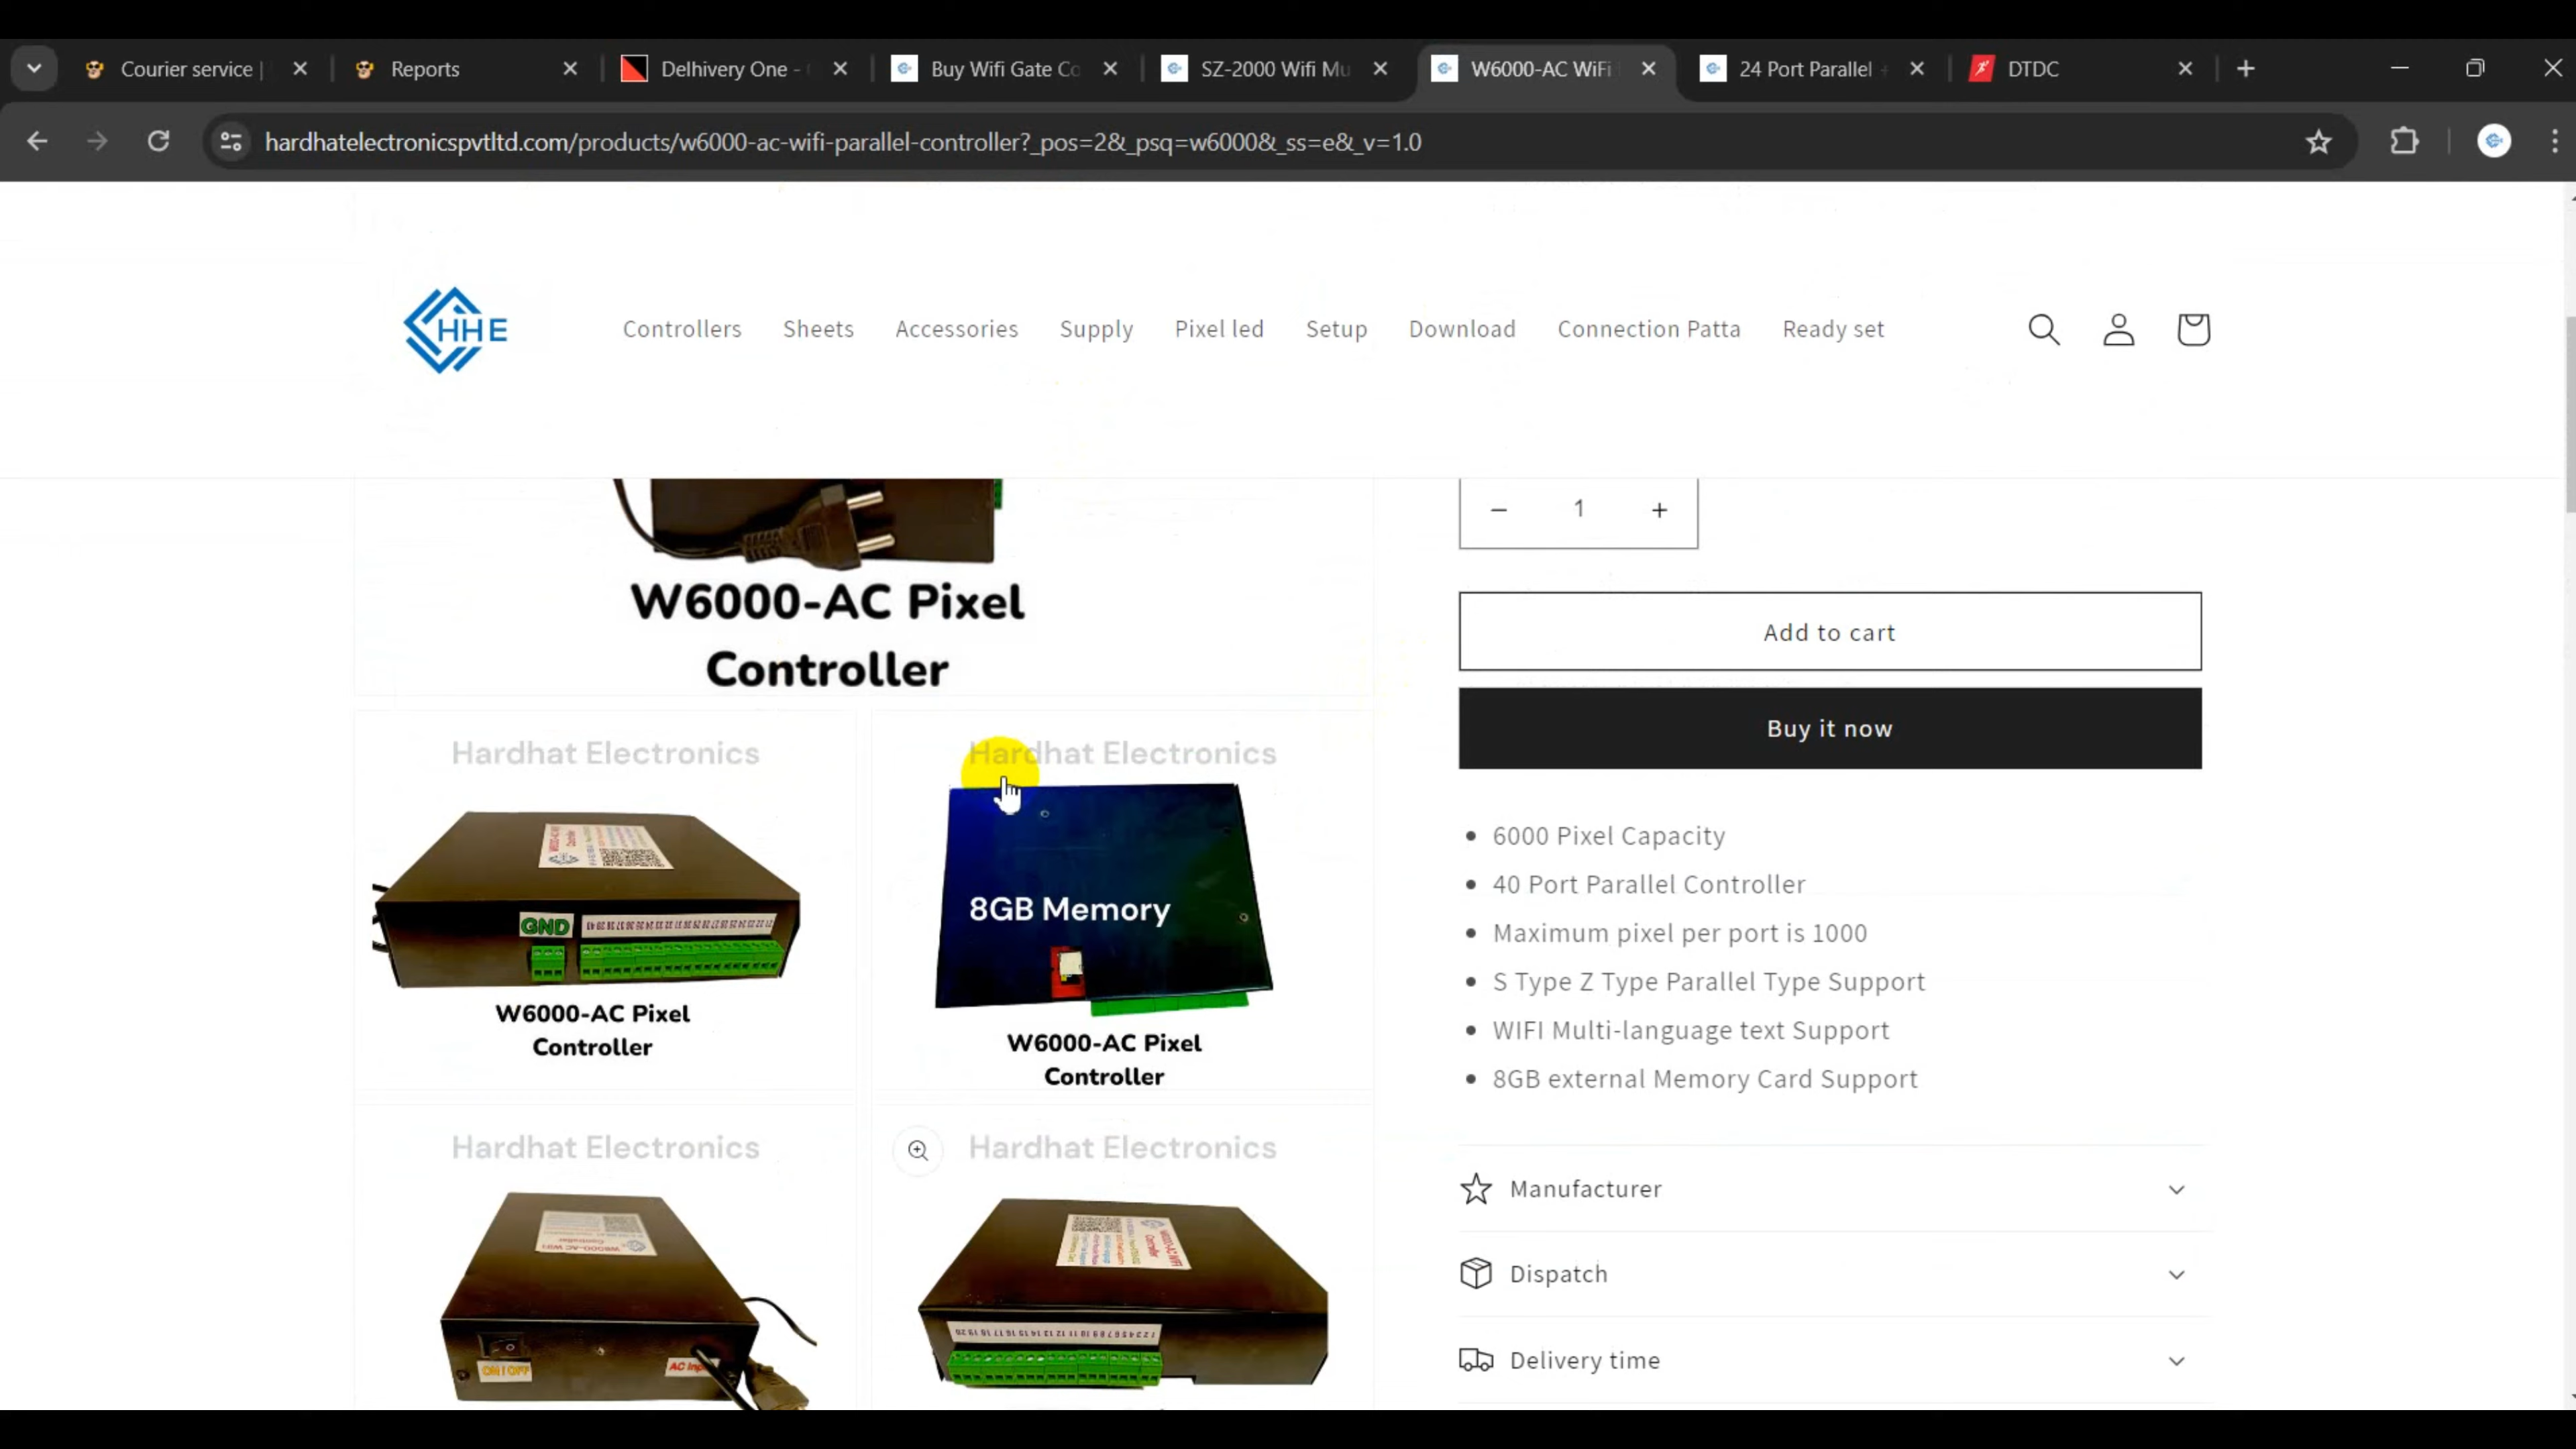 Courier service |
Reports
Delhivery One -
Buy Wifi Gate Co
SZ-2000 Wifi Mu
W6000-AC WiFi
24 Port Parallel +
DTDC
hardhatelectronicspvtltd.com/products/w6000-ac-wifi-parallel-controller?_pos=2&_psq=w6000&_ss=e&_v=1.0
HHE
Controllers
Sheets
Accessories
Supply
Pixel led
Setup
Download
Connection Patta
Ready set
W6000-AC Pixel
Controller
− 1 +
Add to cart
Buy it now
Hardhat Electronics
GND
W6000-AC Pixel
Controller
Hardhat Electronics
8GB Memory
W6000-AC Pixel
Controller
• 6000 Pixel Capacity
• 40 Port Parallel Controller
• Maximum pixel per port is 1000
• S Type Z Type Parallel Type Support
• WIFI Multi-language text Support
• 8GB external Memory Card Support
Hardhat Electronics
ON / OFF
AC Inp
Hardhat Electronics
Manufacturer
Dispatch
Delivery time